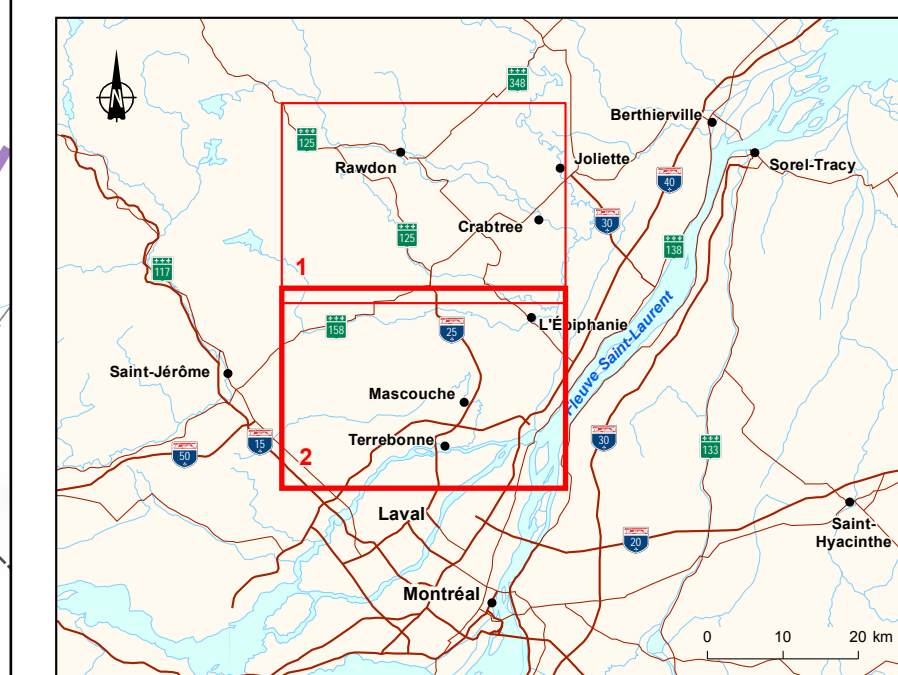 N
348
Berthierville
125
Joliette
Sorel-Tracy
Rawdon
40
30
Crabtree
125
138
1
117
158
25
L'Épiphanie
Fleuve Saint-Laurent
Saint-Jérôme
Mascouche
Terrebonne
30
15
50
133
2
Laval
Saint-
Hyacinthe
20
Montréal
0 10 20 km